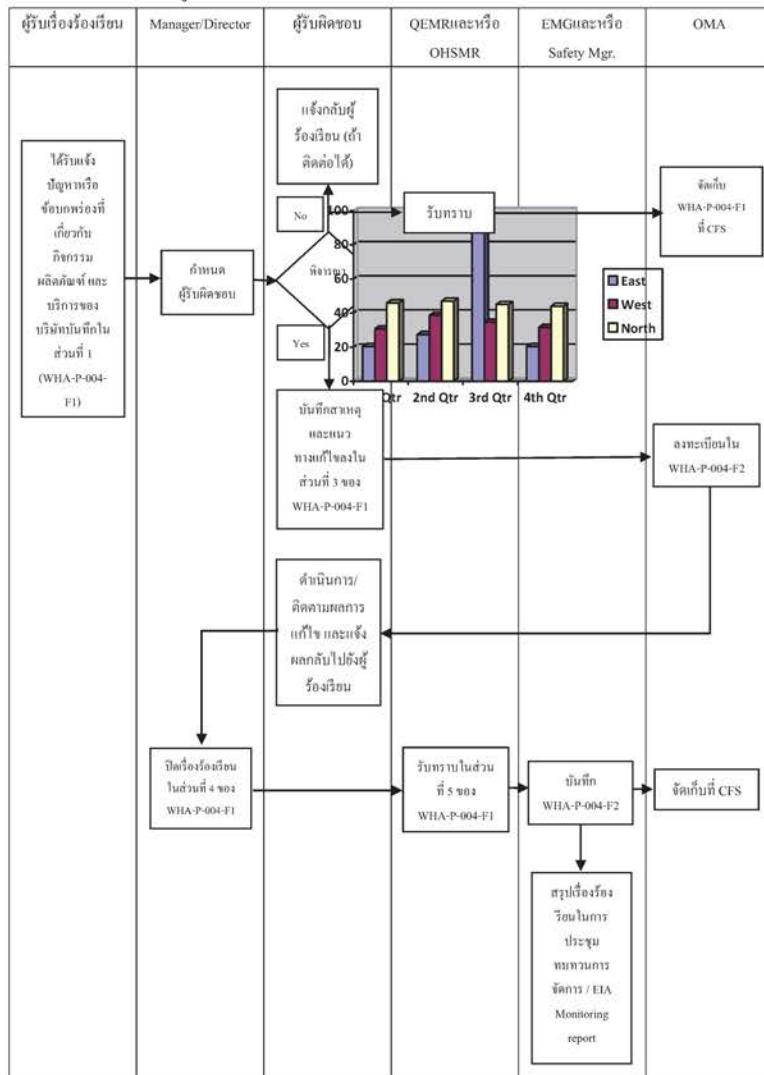 ผู้รับเรื่องร้องเรียน
Manager/Director
ผู้รับผิดชอบ
QEMRและหรือ
OHSMR
EMGและหรือ
Safety Mgr.
OMA
ได้รับแจ้ง
ปัญหาหรือ
ข้อบกพร่องที่
เกี่ยวกับ
กิจกรรม
ผลิตภัณฑ์ และ
บริการของ
บริษัทบันทึกใน
ส่วนที่ 1
(WHA-P-004-
F1)
กำหนด
ผู้รับผิดชอบ
แจ้งกลับผู้
ร้องเรียน (ถ้า
ติดต่อได้)
No
พิจารณา
Yes
รับทราบ
จัดเก็บ
WHA-P-004-F1
ที่ CFS
100
80
60
40
20
0
Qtr
2nd Qtr
3rd Qtr
4th Qtr
East
West
North
บันทึกสาเหตุ
และแนว
ทางแก้ไขลงใน
ส่วนที่ 3 ของ
WHA-P-004-F1
ลงทะเบียนใน
WHA-P-004-F2
ดำเนินการ/
ติดตามผลการ
แก้ไข และแจ้ง
ผลกลับไปยังผู้
ร้องเรียน
ปิดเรื่องร้องเรียน
ในส่วนที่ 4 ของ
WHA-P-004-F1
รับทราบในส่วน
ที่ 5 ของ
WHA-P-004-F1
บันทึก
WHA-P-004-F2
จัดเก็บที่ CFS
สรุปเรื่องร้อง
เรียนในการ
ประชุม
ทบทวนการ
จัดการ / EIA
Monitoring
report